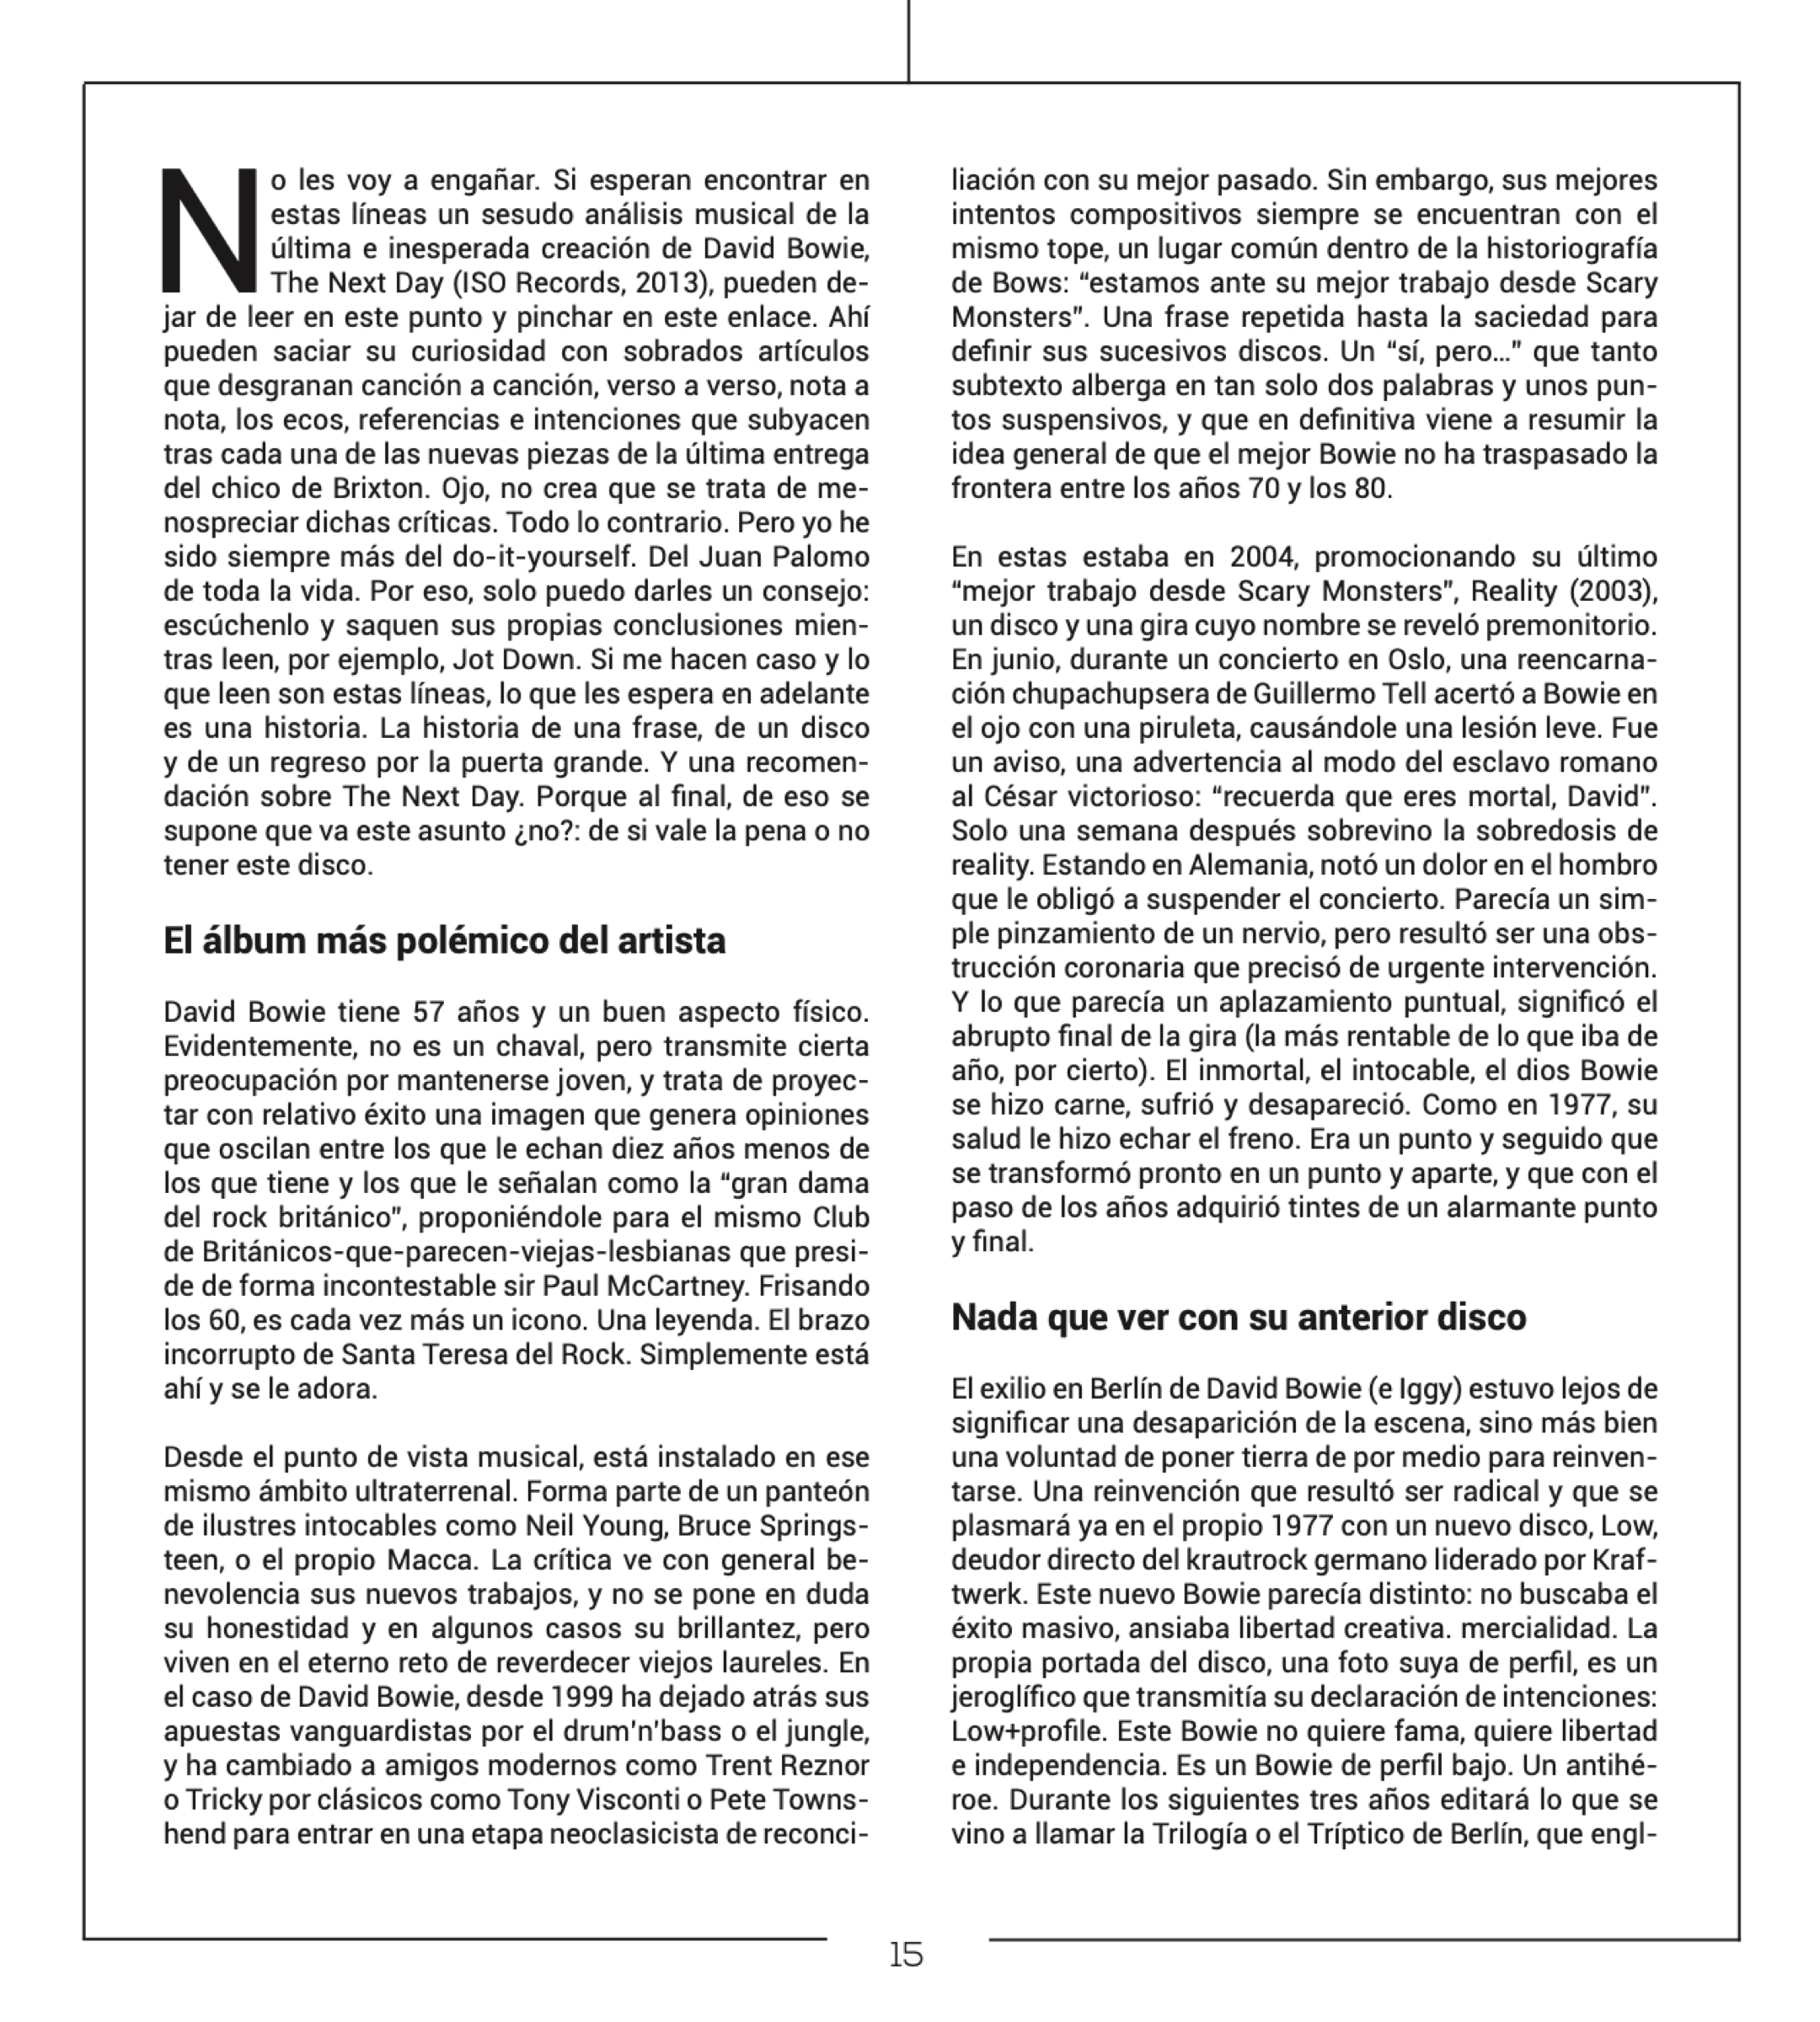 No les voy a engañar. Si esperan encontrar en
estas líneas un sesudo análisis musical de la
última e inesperada creación de David Bowie,
The Next Day (ISO Records, 2013), pueden de-
jar de leer en este punto y pinchar en este enlace. Ahí
pueden saciar su curiosidad con sobrados artículos
que desgranan canción a canción, verso a verso, nota a
nota, los ecos, referencias e intenciones que subyacen
tras cada una de las nuevas piezas de la última entrega
del chico de Brixton. Ojo, no crea que se trata de me-
nospreciar dichas críticas. Todo lo contrario. Pero yo he
sido siempre más del do-it-yourself. Del Juan Palomo
de toda la vida. Por eso, solo puedo darles un consejo:
escúchenlo y saquen sus propias conclusiones mien-
tras leen, por ejemplo, Jot Down. Si me hacen caso y lo
que leen son estas líneas, lo que les espera en adelante
es una historia. La historia de una frase, de un disco
y de un regreso por la puerta grande. Y una recomen-
dación sobre The Next Day. Porque al final, de eso se
supone que va este asunto ¿no?: de si vale la pena o no
tener este disco.
El álbum más polémico del artista
David Bowie tiene 57 años y un buen aspecto físico.
Evidentemente, no es un chaval, pero transmite cierta
preocupación por mantenerse joven, y trata de proyec-
tar con relativo éxito una imagen que genera opiniones
que oscilan entre los que le echan diez años menos de
los que tiene y los que le señalan como la “gran dama
del rock británico”, proponiéndole para el mismo Club
de Británicos-que-parecen-viejas-lesbianas que presi-
de de forma incontestable sir Paul McCartney. Frisando
los 60, es cada vez más un icono. Una leyenda. El brazo
incorrupto de Santa Teresa del Rock. Simplemente está
ahí y se le adora.
Desde el punto de vista musical, está instalado en ese
mismo ámbito ultraterrenal. Forma parte de un panteón
de ilustres intocables como Neil Young, Bruce Springs-
teen, o el propio Macca. La crítica ve con general be-
nevolencia sus nuevos trabajos, y no se pone en duda
su honestidad y en algunos casos su brillantez, pero
viven en el eterno reto de reverdecer viejos laureles. En
el caso de David Bowie, desde 1999 ha dejado atrás sus
apuestas vanguardistas por el drum'n'bass o el jungle,
y ha cambiado a amigos modernos como Trent Reznor
o Tricky por clásicos como Tony Visconti o Pete Towns-
hend para entrar en una etapa neoclasicista de reconci-
liación con su mejor pasado. Sin embargo, sus mejores
intentos compositivos siempre se encuentran con el
mismo tope, un lugar común dentro de la historiografía
de Bows: “estamos ante su mejor trabajo desde Scary
Monsters”. Una frase repetida hasta la saciedad para
definir sus sucesivos discos. Un “sí, pero…” que tanto
subtexto alberga en tan solo dos palabras y unos pun-
tos suspensivos, y que en definitiva viene a resumir la
idea general de que el mejor Bowie no ha traspasado la
frontera entre los años 70 y los 80.
En estas estaba en 2004, promocionando su último
“mejor trabajo desde Scary Monsters”, Reality (2003),
un disco y una gira cuyo nombre se reveló premonitorio.
En junio, durante un concierto en Oslo, una reencarna-
ción chupachupsera de Guillermo Tell acertó a Bowie en
el ojo con una piruleta, causándole una lesión leve. Fue
un aviso, una advertencia al modo del esclavo romano
al César victorioso: “recuerda que eres mortal, David”.
Solo una semana después sobrevino la sobredosis de
reality. Estando en Alemania, notó un dolor en el hombro
que le obligó a suspender el concierto. Parecía un sim-
ple pinzamiento de un nervio, pero resultó ser una obs-
trucción coronaria que precisó de urgente intervención.
Y lo que parecía un aplazamiento puntual, significó el
abrupto final de la gira (la más rentable de lo que iba de
año, por cierto). El inmortal, el intocable, el dios Bowie
se hizo carne, sufrió y desapareció. Como en 1977, su
salud le hizo echar el freno. Era un punto y seguido que
se transformó pronto en un punto y aparte, y que con el
paso de los años adquirió tintes de un alarmante punto
y final.
Nada que ver con su anterior disco
El exilio en Berlín de David Bowie (e Iggy) estuvo lejos de
significar una desaparición de la escena, sino más bien
una voluntad de poner tierra de por medio para reinven-
tarse. Una reinvención que resultó ser radical y que se
plasmará ya en el propio 1977 con un nuevo disco, Low,
deudor directo del krautrock germano liderado por Kraf-
twerk. Este nuevo Bowie parecía distinto: no buscaba el
éxito masivo, ansiaba libertad creativa. mercialidad. La
propia portada del disco, una foto suya de perfil, es un
jeroglífico que transmitía su declaración de intenciones:
Low+profile. Este Bowie no quiere fama, quiere libertad
e independencia. Es un Bowie de perfil bajo. Un antihé-
roe. Durante los siguientes tres años editará lo que se
vino a llamar la Trilogía o el Tríptico de Berlín, que engl-
15